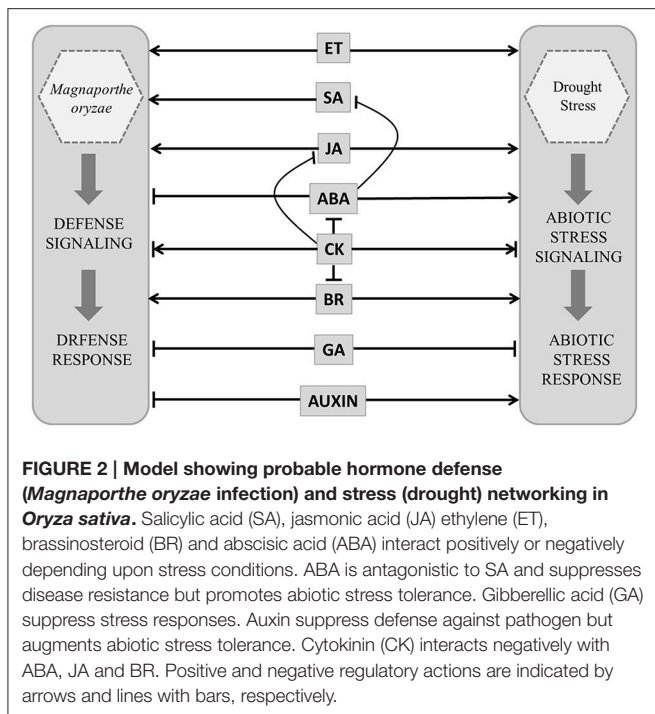 ET
Magnaporthe
oryzae
SA
Drought
Stress
JA
ABA
DEFENSE
SIGNALING
ABIOTIC
STRESS
SIGNALING
CK
BR
DRFENSE
RESPONSE
GA
ABIOTIC
STRESS
RESPONSE
AUXIN
FIGURE 2 | Model showing probable hormone defense
(Magnaporthe oryzae infection) and stress (drought) networking in
Oryza sativa. Salicylic acid (SA), jasmonic acid (JA) ethylene (ET),
brassinosteroid (BR) and abscisic acid (ABA) interact positively or negatively
depending upon stress conditions. ABA is antagonistic to SA and suppresses
disease resistance but promotes abiotic stress tolerance. Gibberellic acid (GA)
suppress stress responses. Auxin suppress defense against pathogen but
augments abiotic stress tolerance. Cytokinin (CK) interacts negatively with
ABA, JA and BR. Positive and negative regulatory actions are indicated by
arrows and lines with bars, respectively.